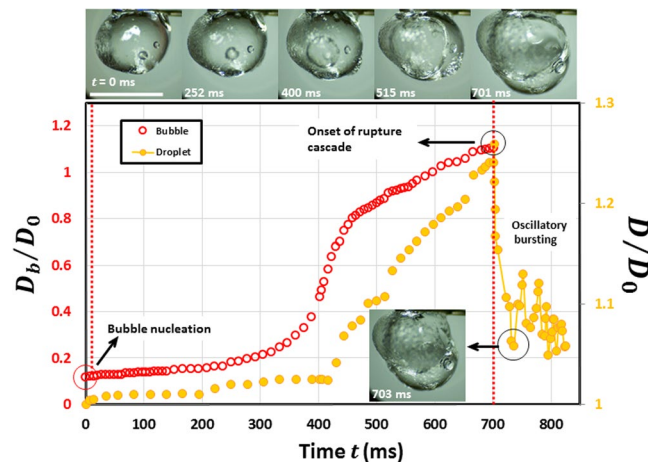 t = 0 ms
252 ms
400 ms
515 ms
701 ms
1.2
1
0.8
0.6
0.4
0.2
0
D_b/D_0
Bubble
Droplet
Onset of rupture
cascade
Bubble nucleation
Oscillatory
bursting
703 ms
1.3
1.2
1.1
1
D/D_0
0 100 200 300 400 500 600 700 800
Time t (ms)